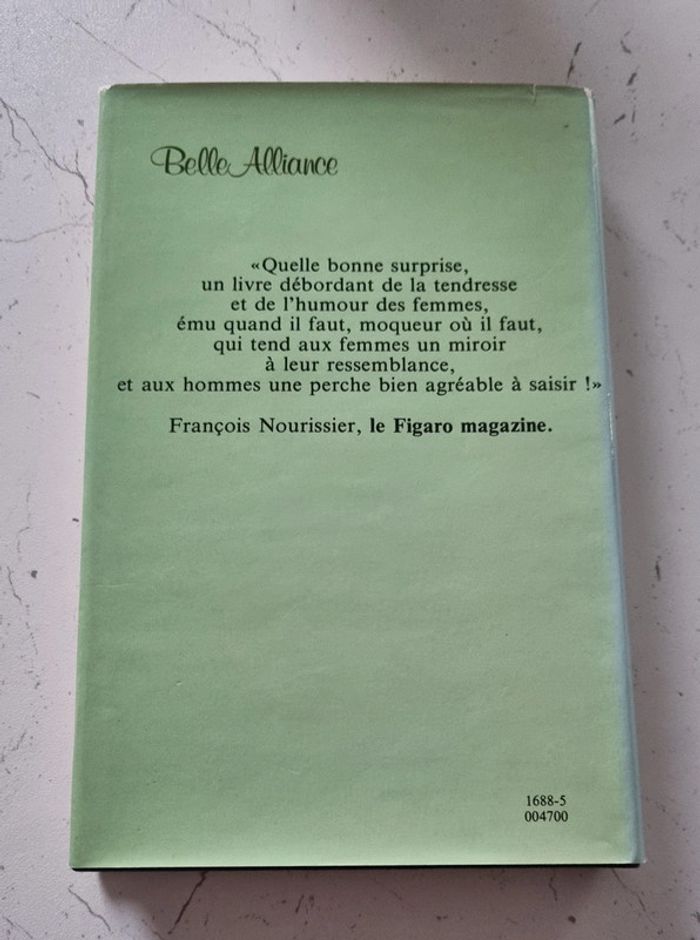 Belle Alliance
«Quelle bonne surprise,
un livre débordant de la tendresse
et de l'humour des femmes,
ému quand il faut, moqueur où il faut,
qui tend aux femmes un miroir
à leur ressemblance,
et aux hommes une perche bien agréable à saisir !»
François Nourissier, le Figaro magazine.
1688-5
004700